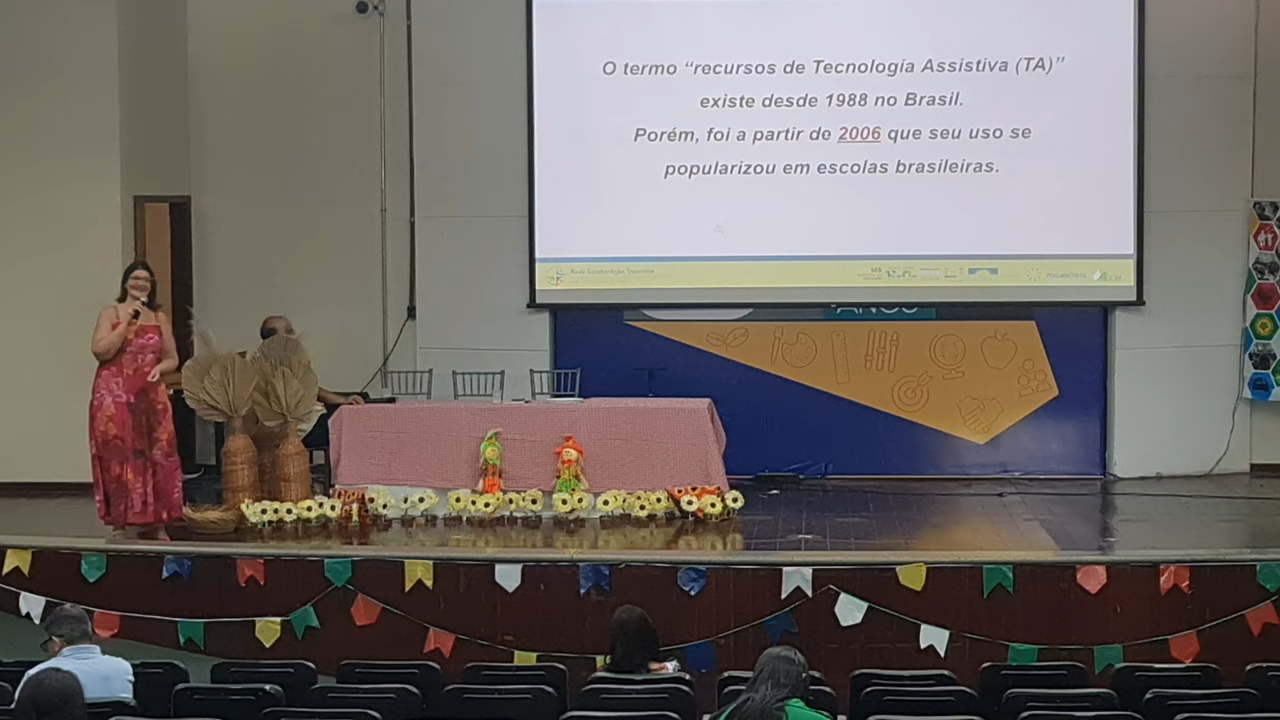 O termo “recursos de Tecnologia Assistiva (TA)”
existe desde 1988 no Brasil.
Porém, foi a partir de 2006 que seu uso se
popularizou em escolas brasileiras.
ANOS